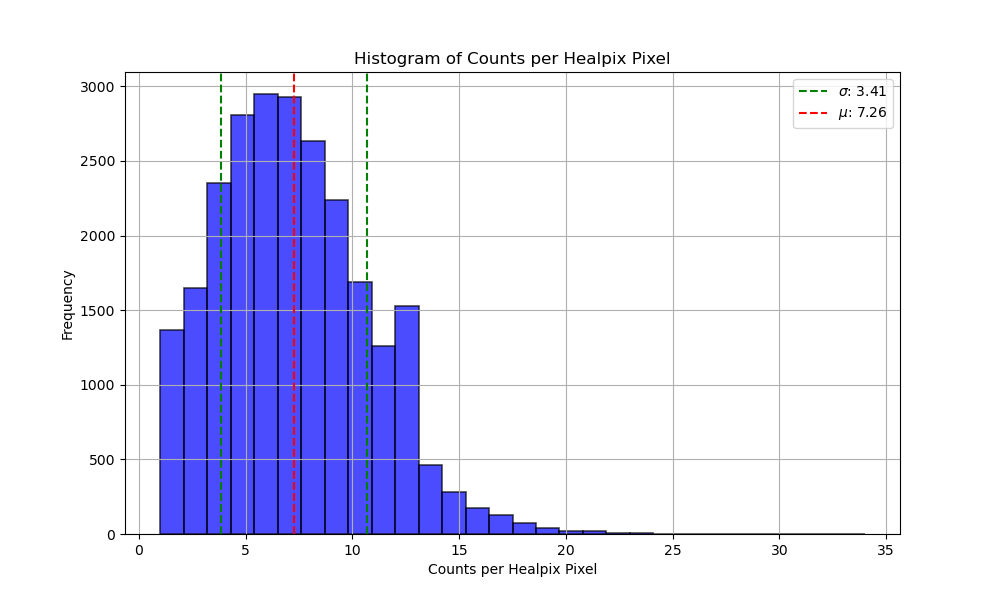 Histogram of Counts per Healpix Pixel
σ: 3.41
μ: 7.26
Frequency
3000
2500
2000
1500
1000
500
0
0 5 10 15 20 25 30 35
Counts per Healpix Pixel